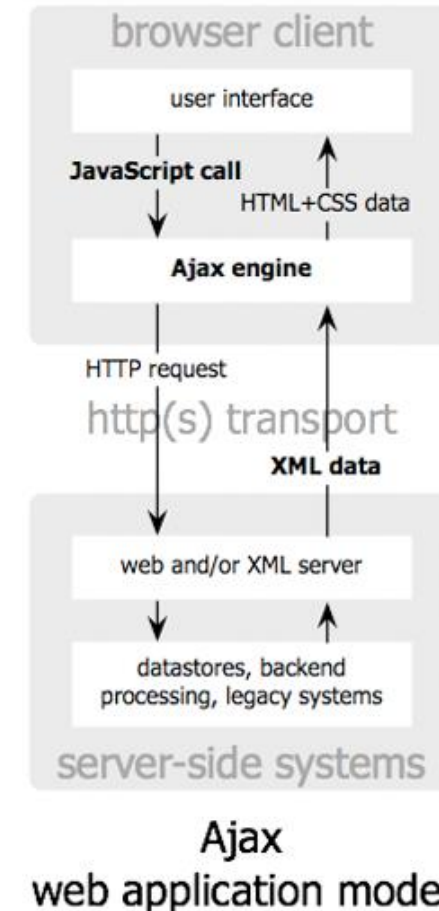 browser client
user interface
JavaScript call
HTML+CSS data
Ajax engine
HTTP request
http(s) transport
XML data
web and/or XML server
datastores, backend
processing, legacy systems
server-side systems
Ajax
web application mode